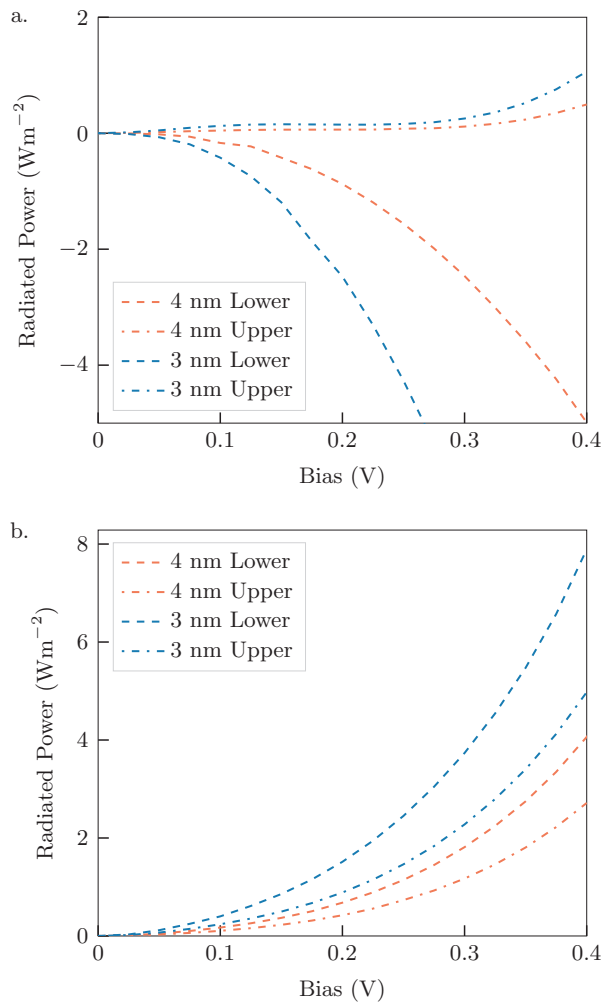 a.
Radiated Power (Wm⁻²)
2
0
−2
−4
4 nm Lower
4 nm Upper
3 nm Lower
3 nm Upper
0 0.1 0.2 0.3 0.4
Bias (V)
b.
Radiated Power (Wm⁻²)
8
6
4
2
0
4 nm Lower
4 nm Upper
3 nm Lower
3 nm Upper
0 0.1 0.2 0.3 0.4
Bias (V)